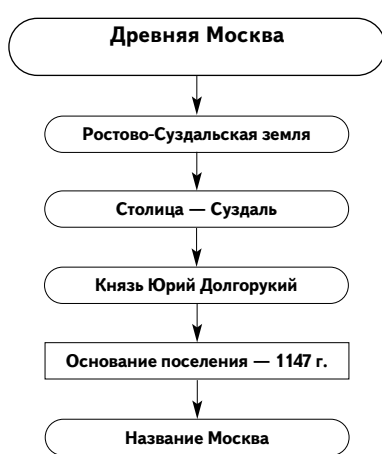 Древняя Москва
Ростово-Суздальская земля
Столица — Суздаль
Князь Юрий Долгорукий
Основание поселения — 1147 г.
Название Москва